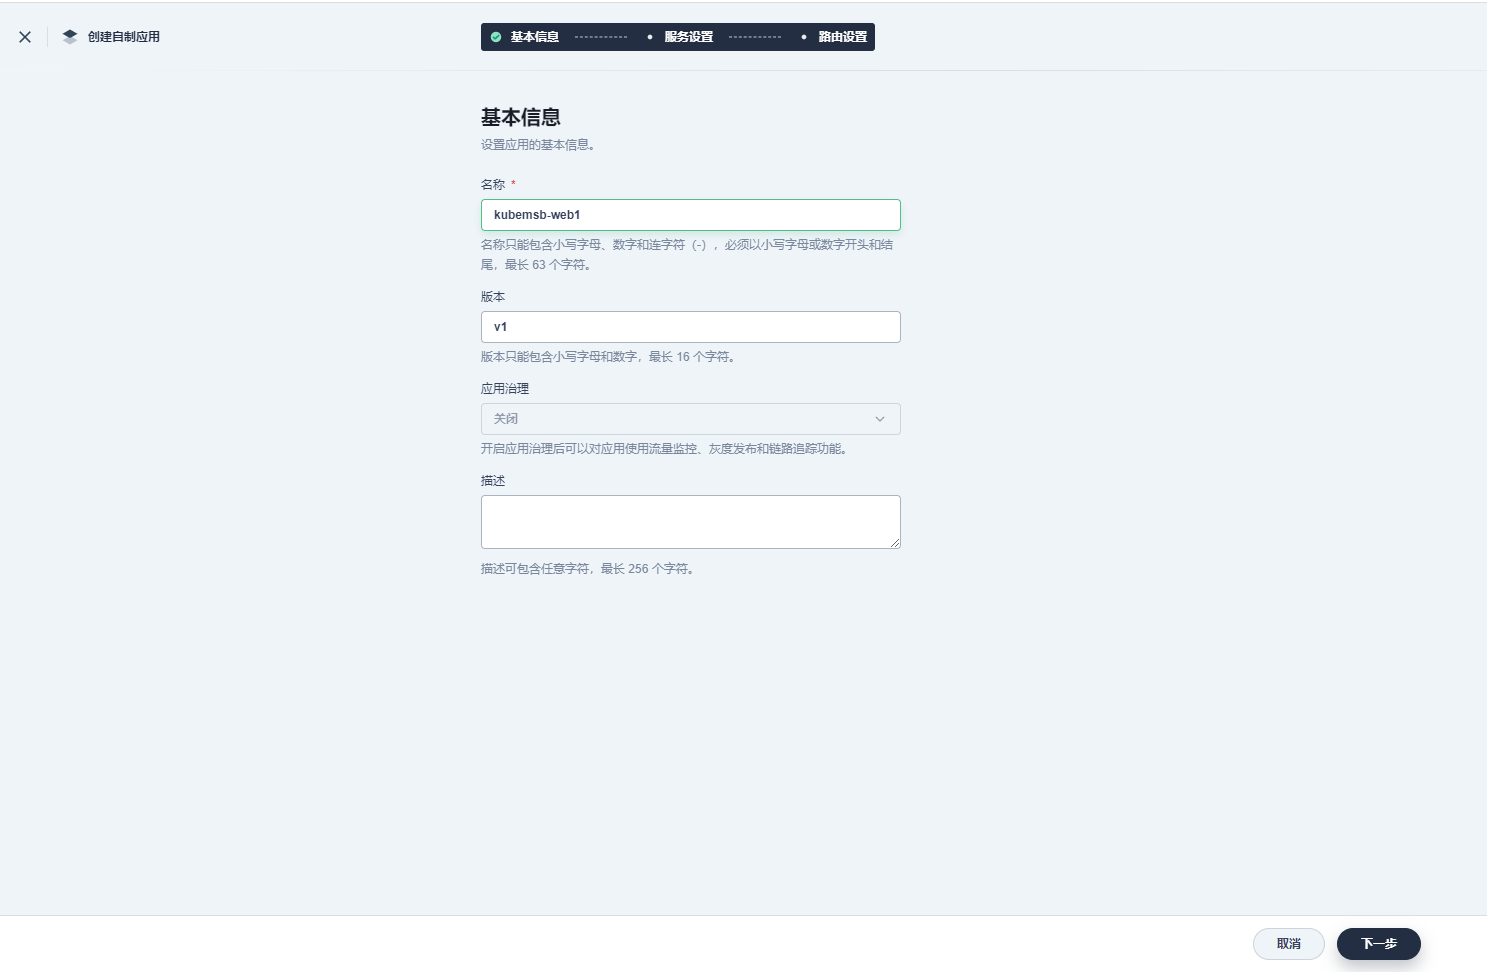 创建自制应用
基本信息 ----------- 服务设置 ----------- 路由设置
基本信息
设置应用的基本信息。
名称 *
kubemsb-web1
名称只能包含小写字母、数字和连字符（-），必须以小写字母或数字开头和结
尾，最长 63 个字符。
版本
v1
版本只能包含小写字母和数字，最长 16 个字符。
应用治理
关闭
开启应用治理后可以对应用使用流量监控、灰度发布和链路追踪功能。
描述
描述可包含任意字符，最长 256 个字符。
取消
下一步